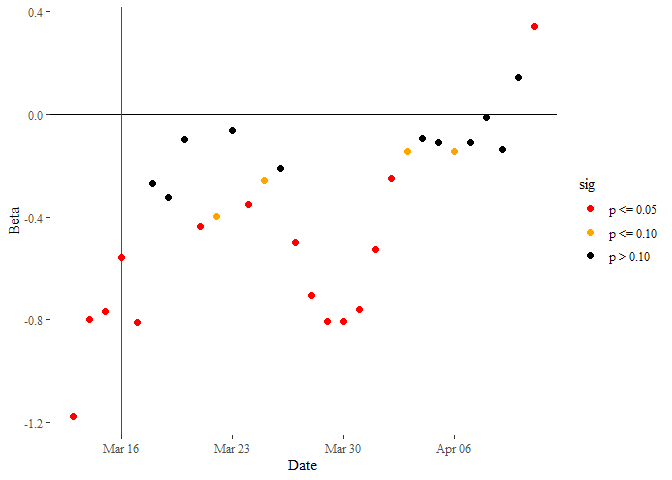 0.4
0.0
-0.4
-0.8
-1.2
Beta
Mar 16
Mar 23
Mar 30
Apr 06
Date
sig
p <= 0.05
p <= 0.10
p > 0.10